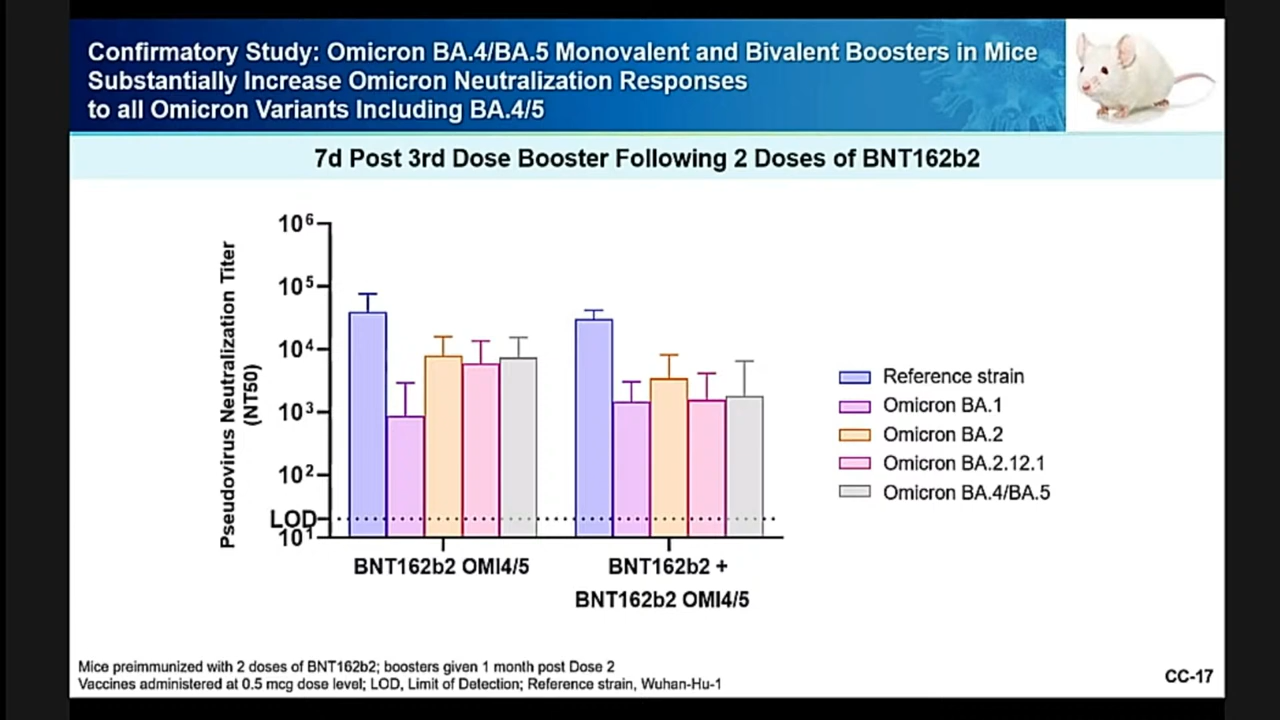 Confirmatory Study: Omicron BA.4/BA.5 Monovalent and Bivalent Boosters in Mice
Substantially Increase Omicron Neutralization Responses
to all Omicron Variants Including BA.4/5
7d Post 3rd Dose Booster Following 2 Doses of BNT162b2
Pseudovirus Neutralization Titer
(NT50)
10⁶
10⁵
10⁴
10³
10²
LOD
10¹
BNT162b2 OMI4/5
BNT162b2 +
BNT162b2 OMI4/5
Reference strain
Omicron BA.1
Omicron BA.2
Omicron BA.2.12.1
Omicron BA.4/BA.5
Mice preimmunized with 2 doses of BNT162b2; boosters given 1 month post Dose 2
Vaccines administered at 0.5 mcg dose level; LOD, Limit of Detection; Reference strain, Wuhan-Hu-1
CC-17